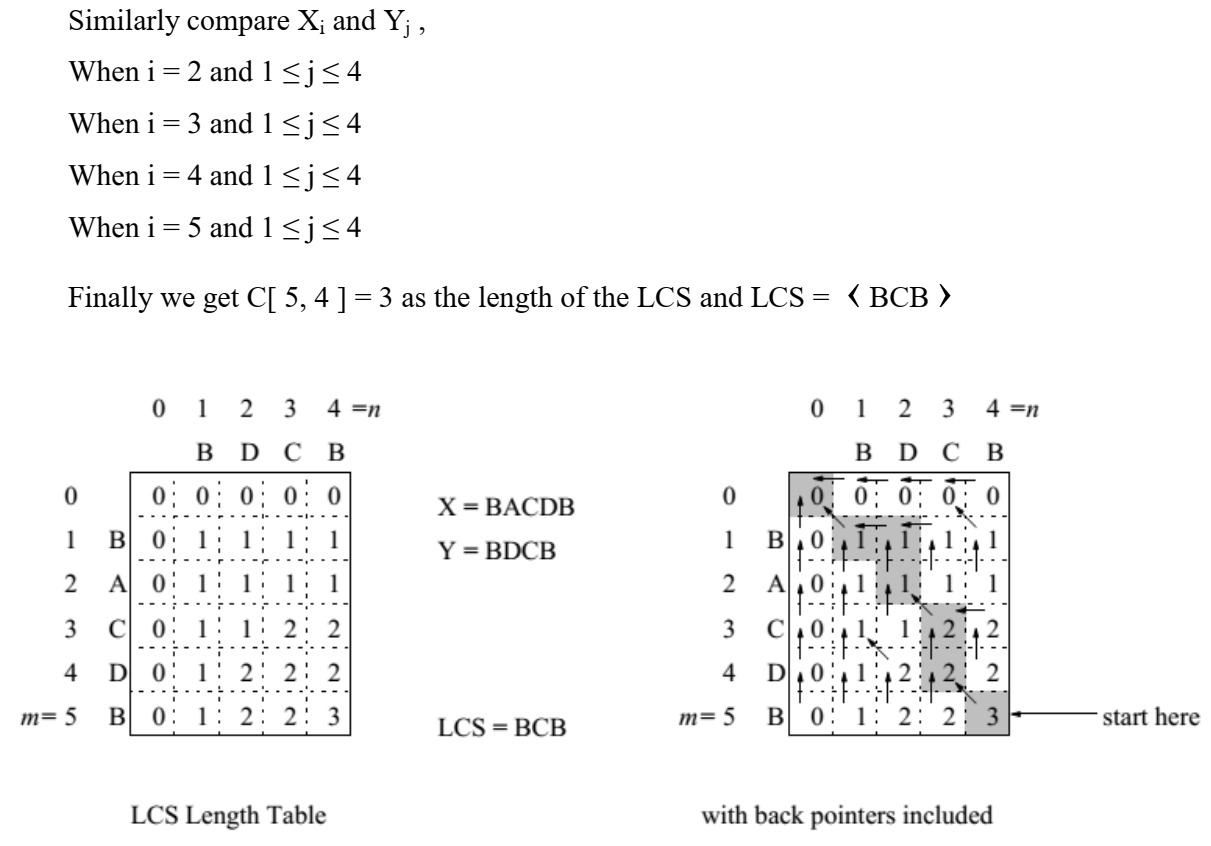 Similarly compare Xi and Yj ,
When i = 2 and 1 ≤ j ≤ 4
When i = 3 and 1 ≤ j ≤ 4
When i = 4 and 1 ≤ j ≤ 4
When i = 5 and 1 ≤ j ≤ 4
Finally we get C[ 5, 4 ] = 3 as the length of the LCS and LCS = ⟨ BCB ⟩
0 1 2 3 4 =n
B D C B
0 0 0 0 0 0
1 B 0 1 1 1 1
2 A 0 1 1 1 1
3 C 0 1 1 2 2
4 D 0 1 2 2 2
m= 5 B 0 1 2 2 3
LCS Length Table
X = BACDB
Y = BDCB
LCS = BCB
0 1 2 3 4 =n
B D C B
0 0 0 0 0 0
1 B 0 1 1 1 1
2 A 0 1 1 1 1
3 C 0 1 1 2 2
4 D 0 1 2 2 2
m= 5 B 0 1 2 2 3
start here
with back pointers included